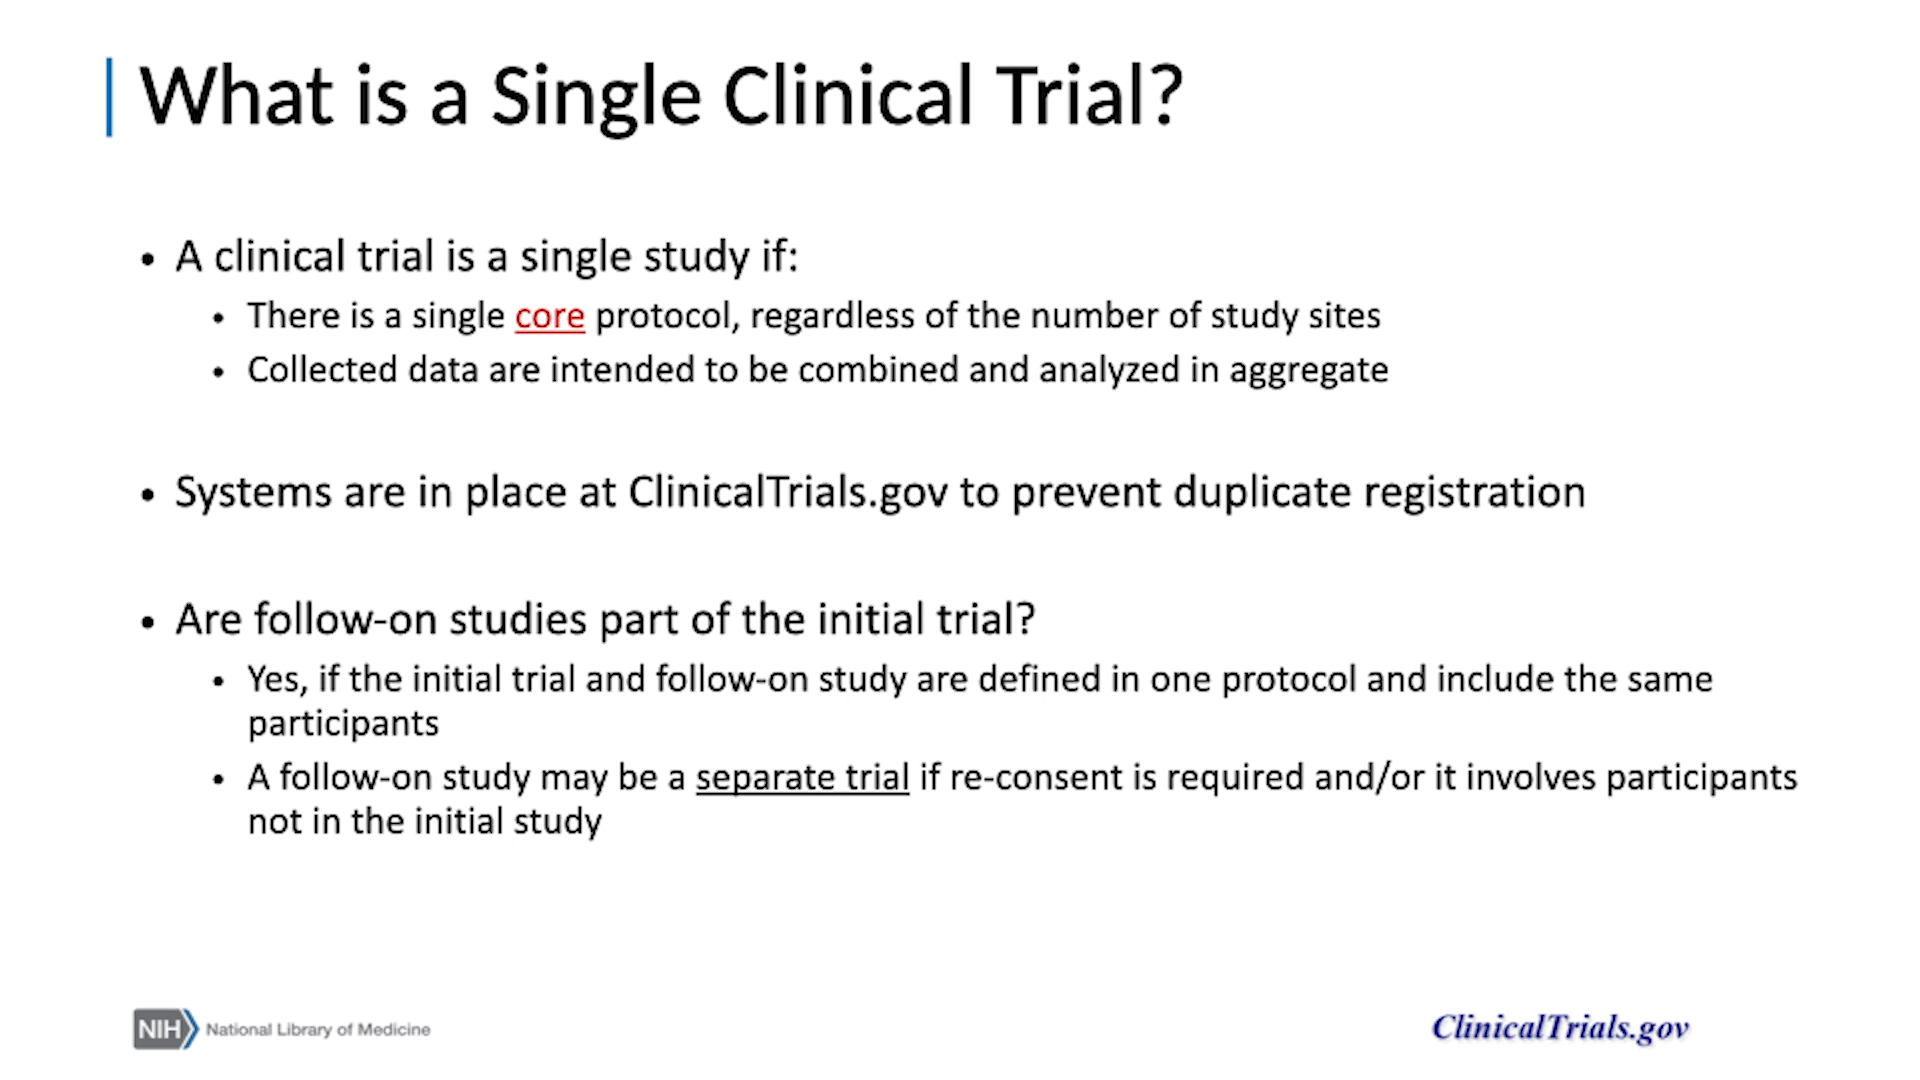 What is a Single Clinical Trial?
• A clinical trial is a single study if:
• There is a single core protocol, regardless of the number of study sites
• Collected data are intended to be combined and analyzed in aggregate
• Systems are in place at ClinicalTrials.gov to prevent duplicate registration
• Are follow-on studies part of the initial trial?
• Yes, if the initial trial and follow-on study are defined in one protocol and include the same
participants
• A follow-on study may be a separate trial if re-consent is required and/or it involves participants
not in the initial study
NIH National Library of Medicine
ClinicalTrials.gov